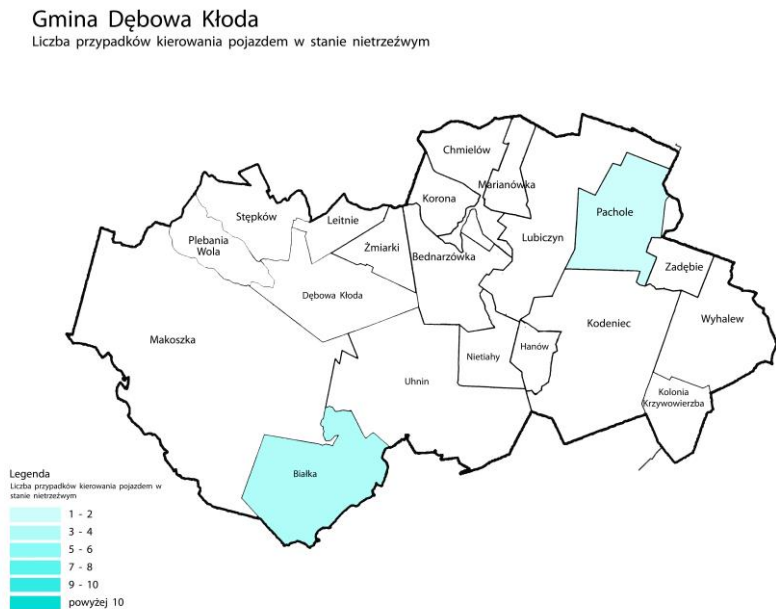 Gmina Dębowa Kłoda
Liczba przypadków kierowania pojazdem w stanie nietrzeźwym
Chmielów
Marianówka
Korona
Pachole
Stępków
Leitnie
Plebania
Wola
Żmiarki
Bednarzówka
Lubiczyn
Zadębie
Dębowa Kłoda
Wyhalew
Makoszka
Kodeniec
Hanów
Nietiahy
Uhnin
Kolonia
Krzywowierzba
Białka
Legenda
Liczba przypadków kierowania pojazdem w
stanie nietrzeźwym
1 - 2
3 - 4
5 - 6
7 - 8
9 - 10
powyżej 10